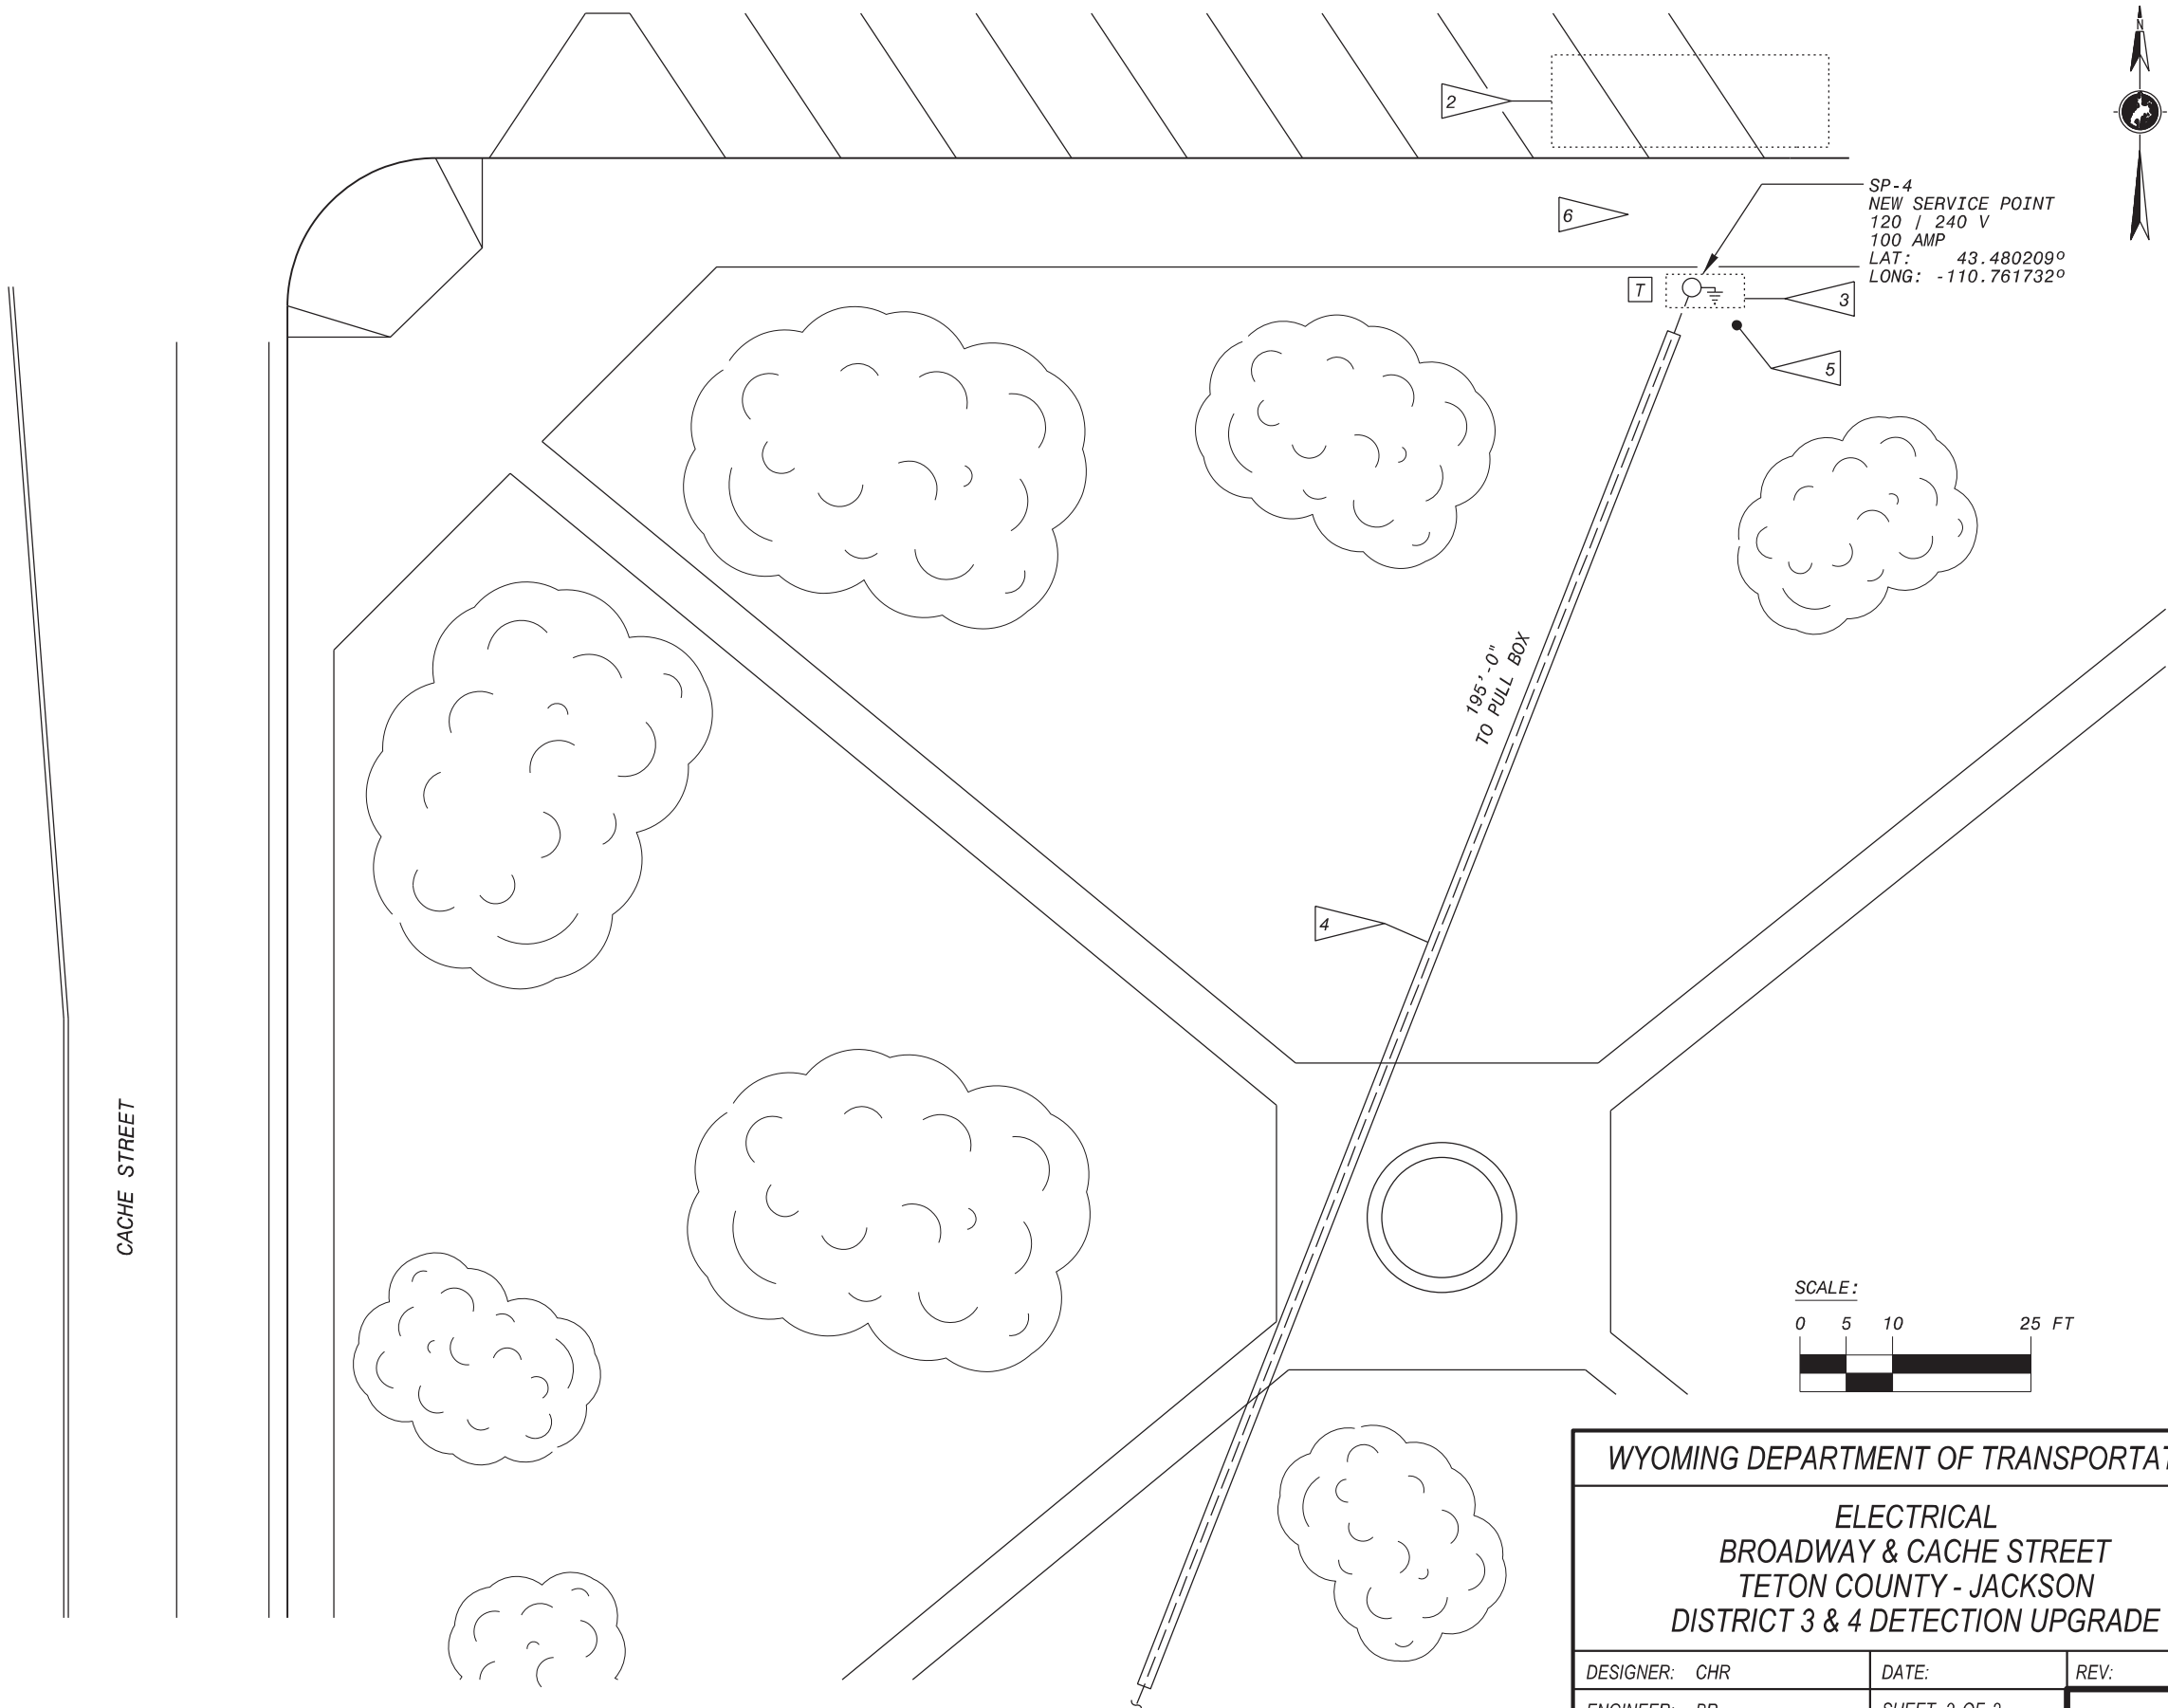 N
2
SP-4
NEW SERVICE POINT
120 / 240 V
100 AMP
LAT: 43.480209º
LONG: -110.761732º
6
T
3
5
195'-0"
TO PULL BOX
4
CACHE STREET
SCALE:
0 5 10 25 FT
WYOMING DEPARTMENT OF TRANSPORTAT
ELECTRICAL
BROADWAY & CACHE STREET
TETON COUNTY - JACKSON
DISTRICT 3 & 4 DETECTION UPGRADE
DESIGNER: CHR DATE: REV: